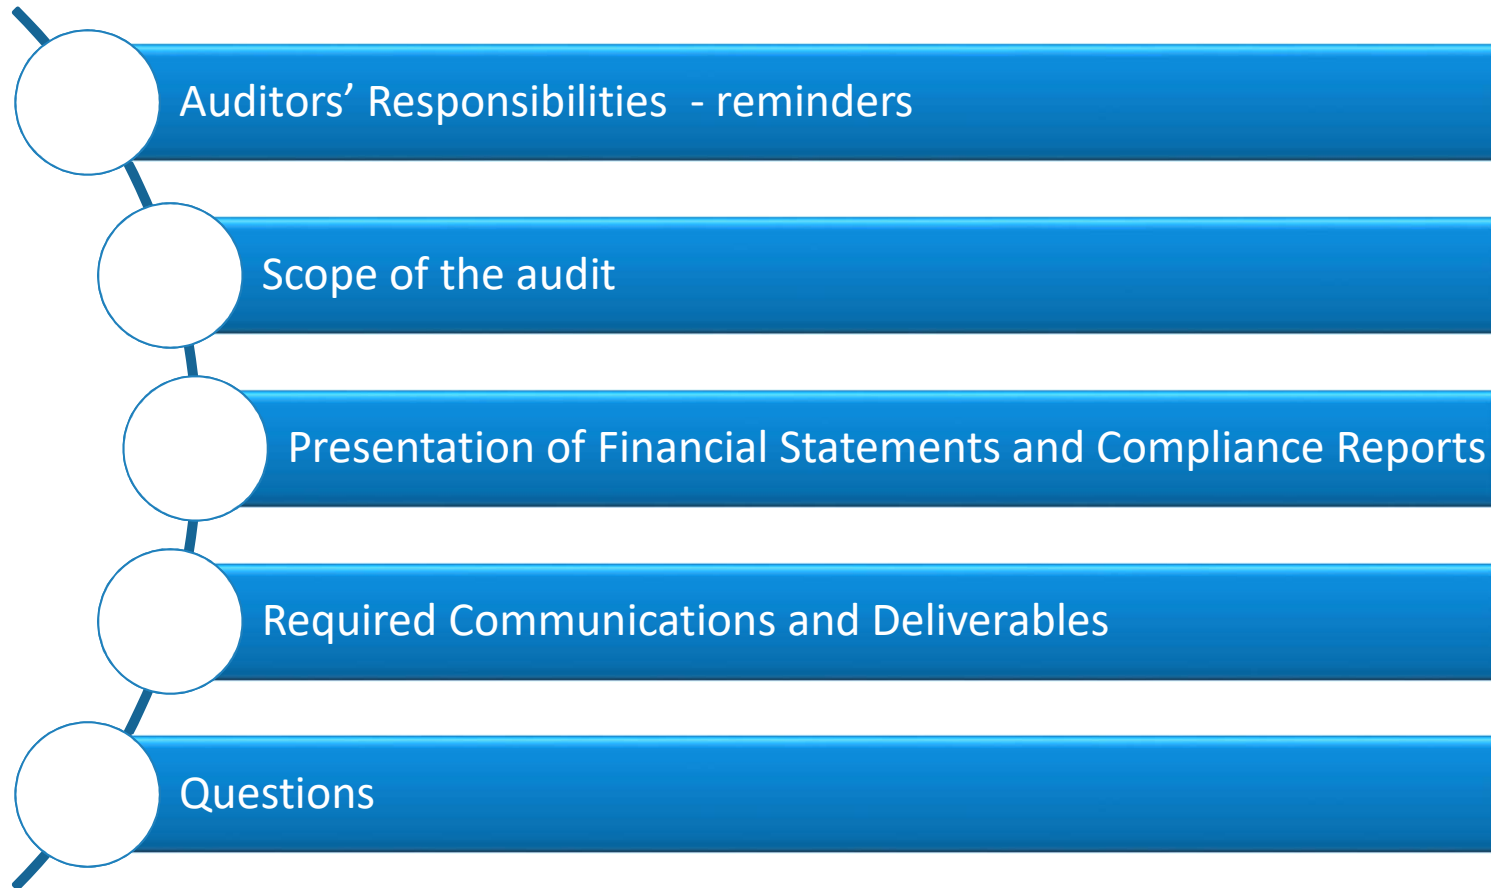 Auditors’ Responsibilities  - reminders
Scope of the audit
Presentation of Financial Statements and Compliance Reports
Required Communications and Deliverables
Questions